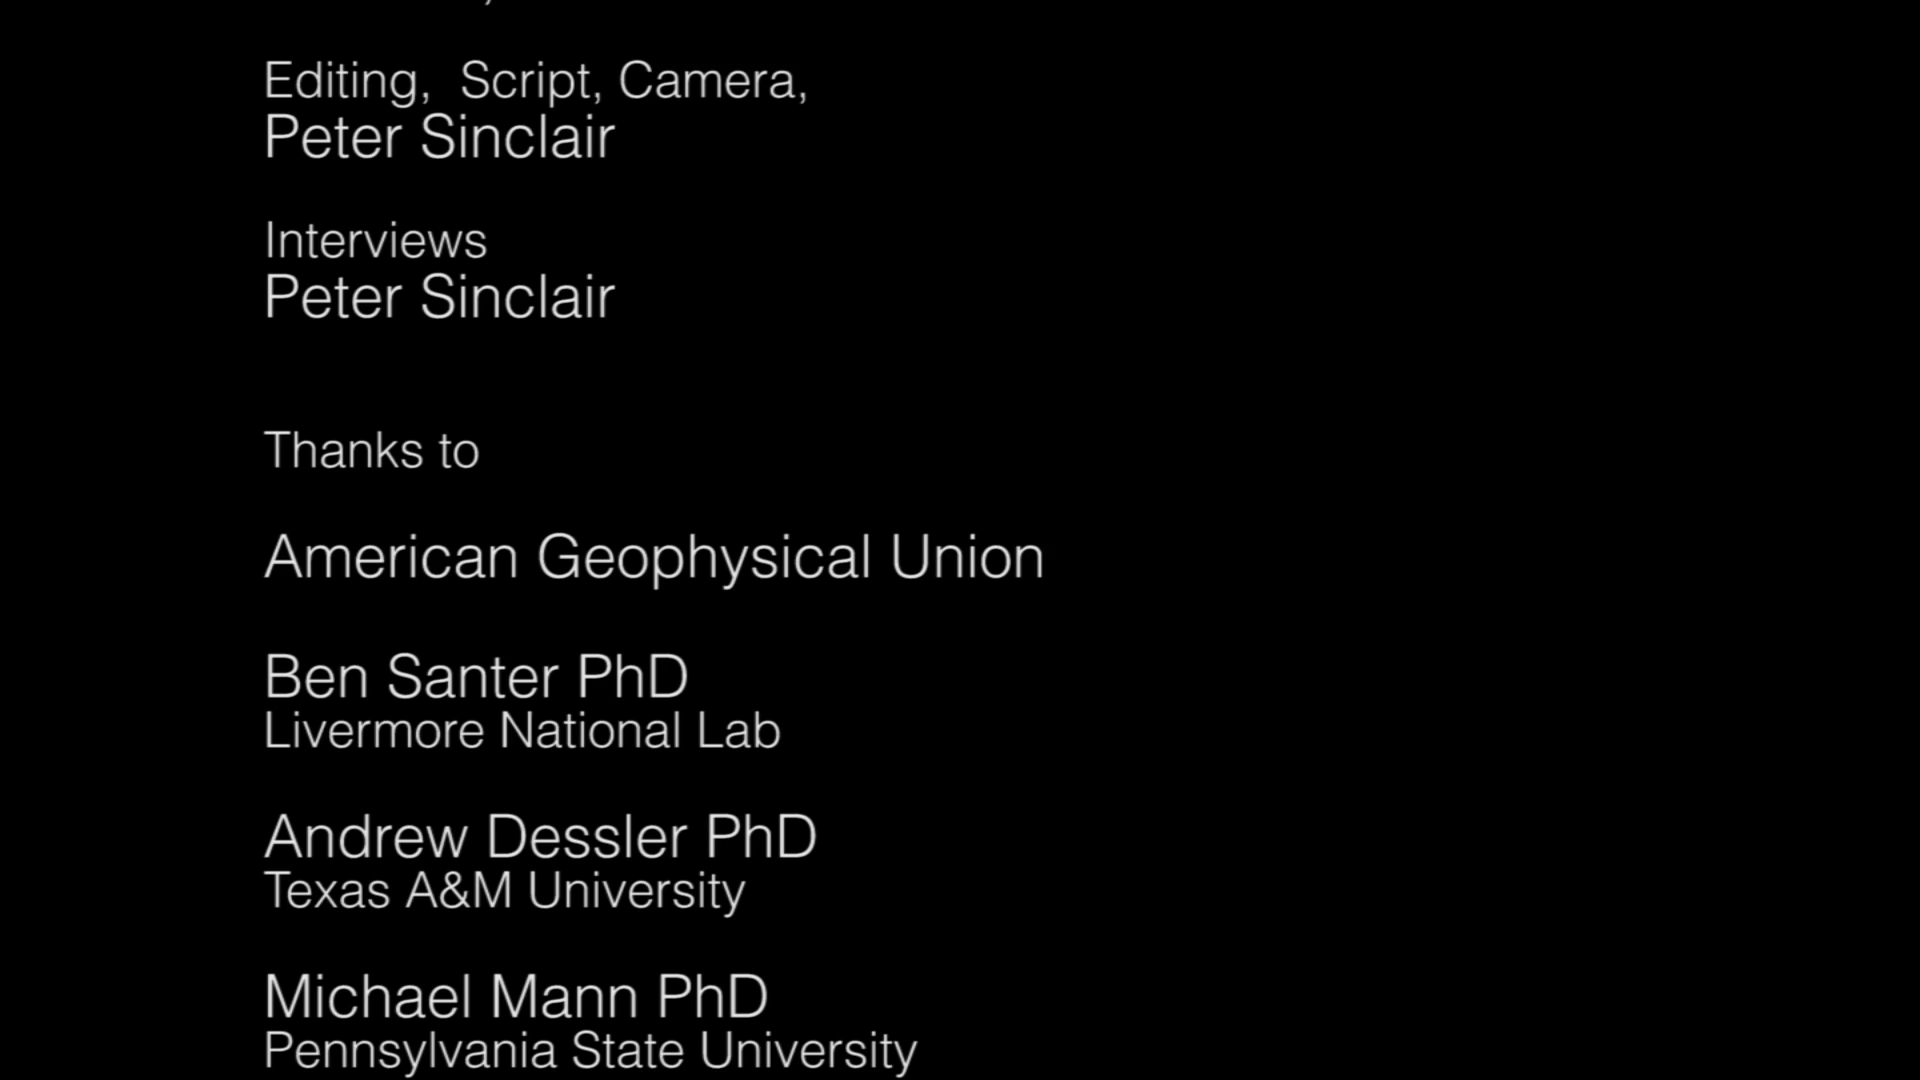 Editing,  Script, Camera,
Peter Sinclair
Interviews
Peter Sinclair
Thanks to
American Geophysical Union
Ben Santer PhD
Livermore National Lab
Andrew Dessler PhD
Texas A&M University
Michael Mann PhD
Pennsylvania State University